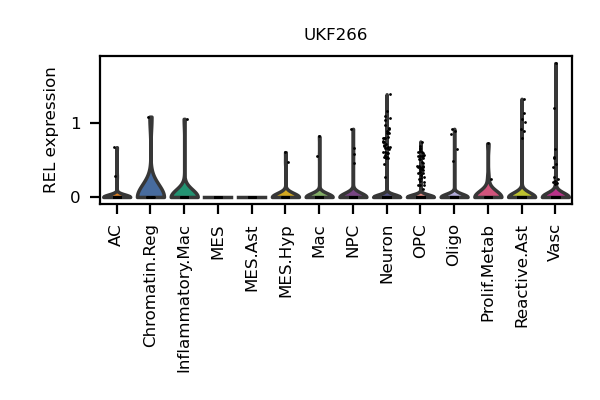 UKF266
REL expression
1
0
AC
Chromatin.Reg
Inflammatory.Mac
MES
MES.Ast
MES.Hyp
Mac
NPC
Neuron
OPC
Oligo
Prolif.Metab
Reactive.Ast
Vasc